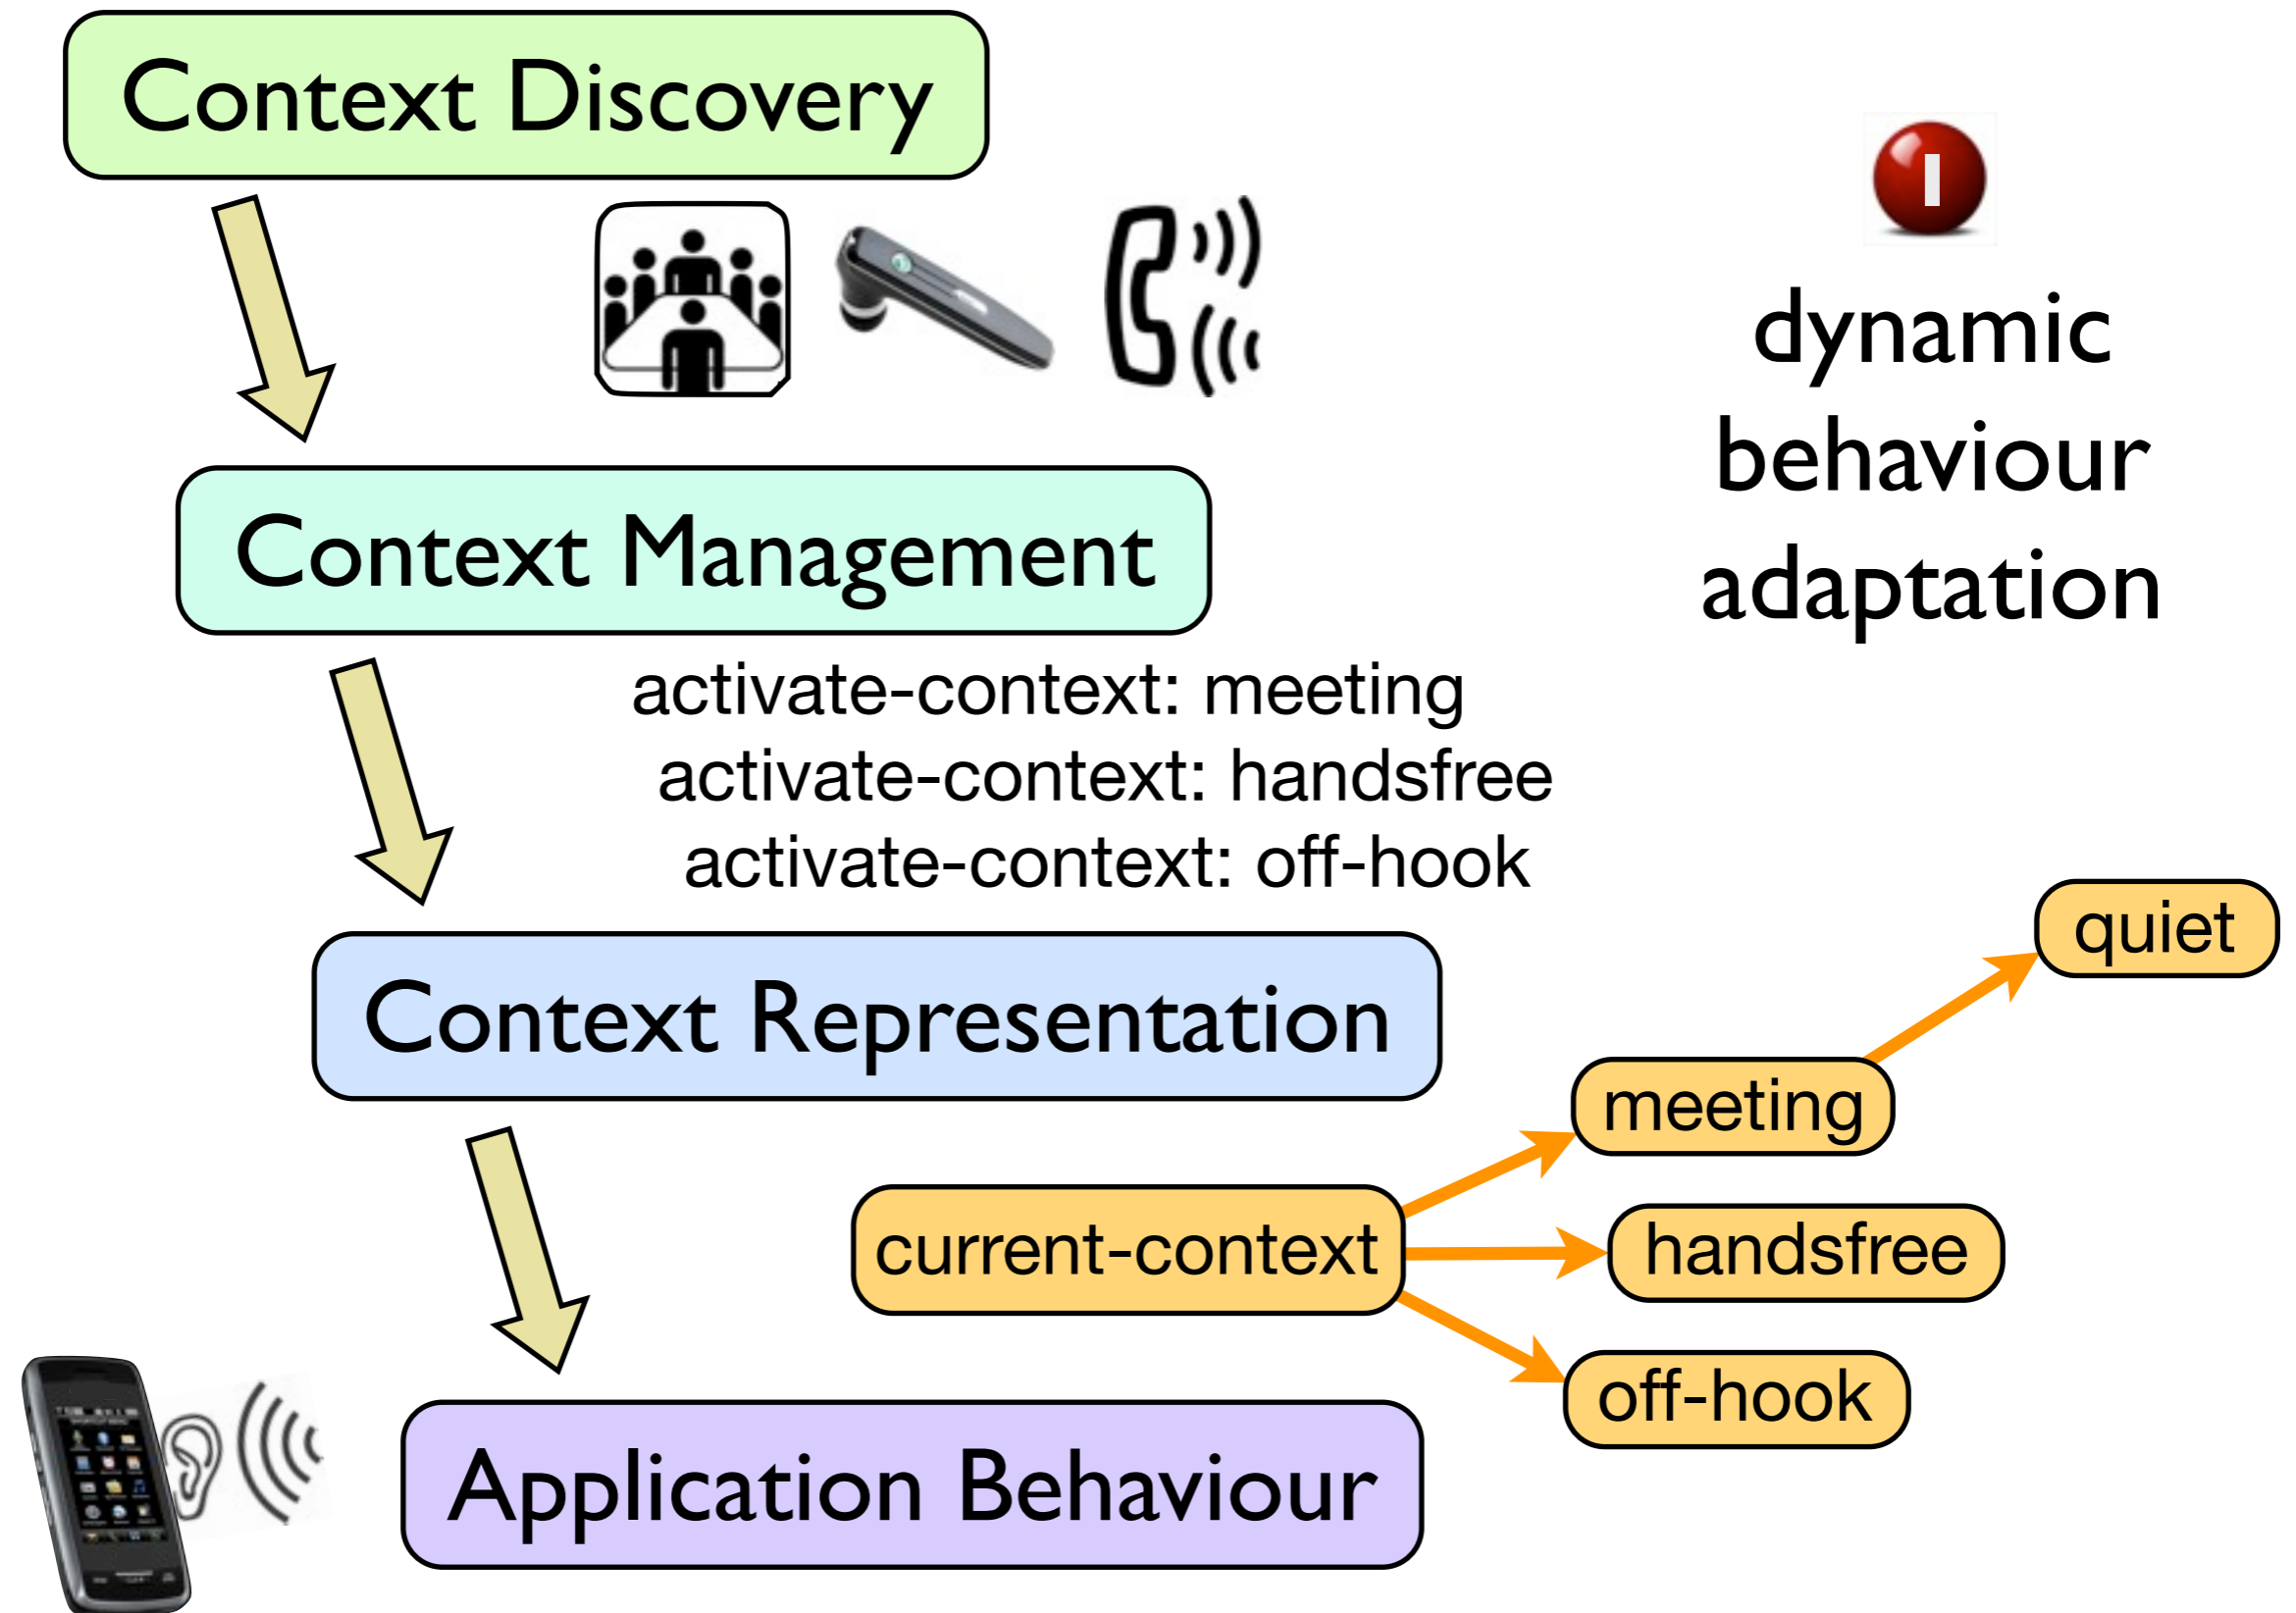 Context Discovery
I
dynamic
behaviour
adaptation
Context Management
activate-context: meeting
activate-context: handsfree
activate-context: off-hook
Context Representation
quiet
meeting
current-context
handsfree
off-hook
Application Behaviour